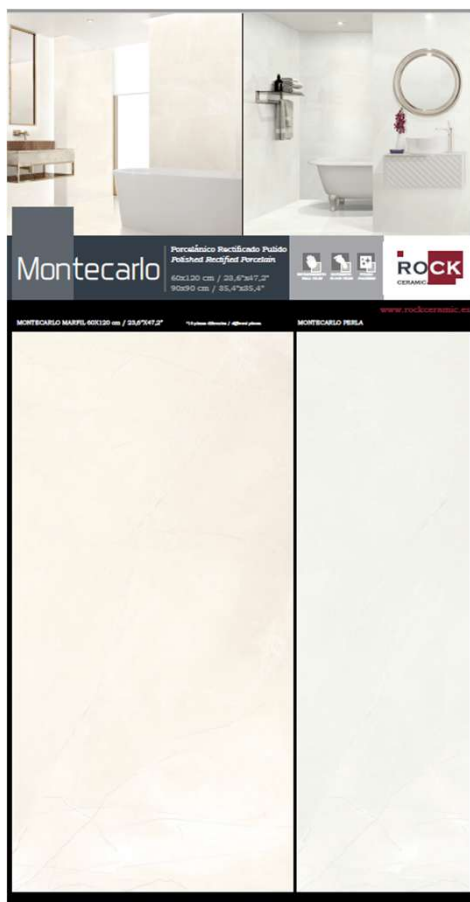 Montecarlo
Porcelánico Rectificado Pulido
Polished Rectified Porcelain
60x120 cm / 23,6"x47,2"
90x90 cm / 35,4"x35,4"
ROCK
CERAMIC
www.rockceramic.es
MONTECARLO MARFIL 60X120 cm / 23,6"X47,2"
MONTECARLO PERLA